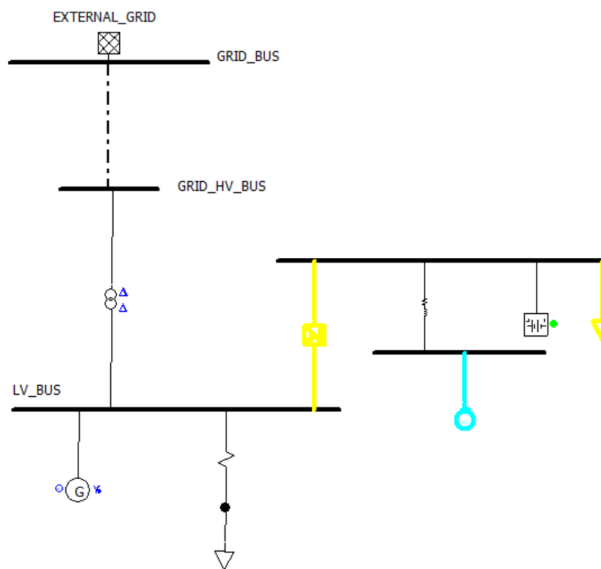 EXTERNAL_GRID
GRID_BUS
GRID_HV_BUS
Δ
Δ
LV_BUS
G